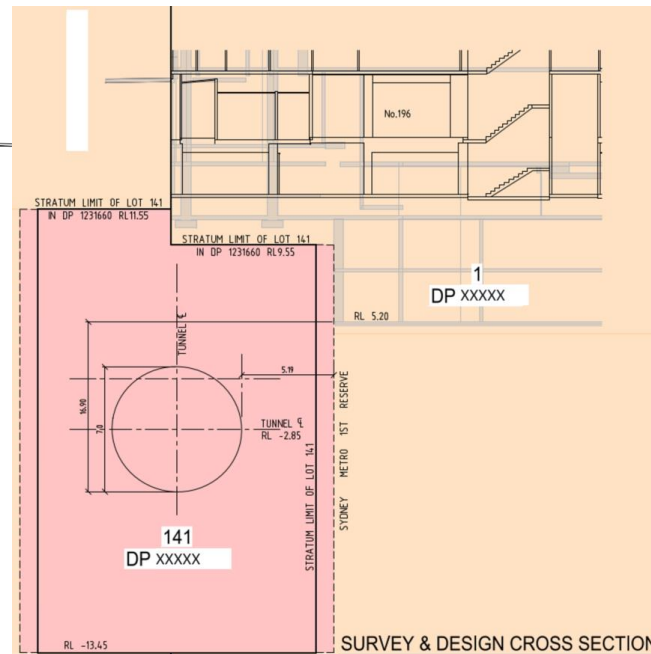 No.196
STRATUM LIMIT OF LOT 141
IN DP 1231660 RL11.55
STRATUM LIMIT OF LOT 141
IN DP 1231660 RL9.55
1
DP XXXXX
RL 5.20
TUNNEL ℄
5.19
16.90
7.0
TUNNEL ℄
RL -2.85
STRATUM LIMIT OF LOT 141
SYDNEY METRO 1ST RESERVE
141
DP XXXXX
RL -13.45
SURVEY & DESIGN CROSS SECTION